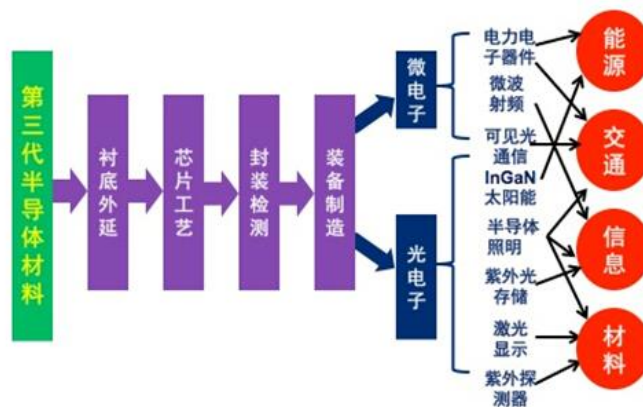 第三代半导体材料
衬底外延
芯片工艺
封装检测
装备制造
微电子
光电子
电力电
子器件
微波
射频
可见光
通信
InGaN
太阳能
半导体
照明
紫外光
存储
激光
显示
紫外探
测器
能源
交通
信息
材料